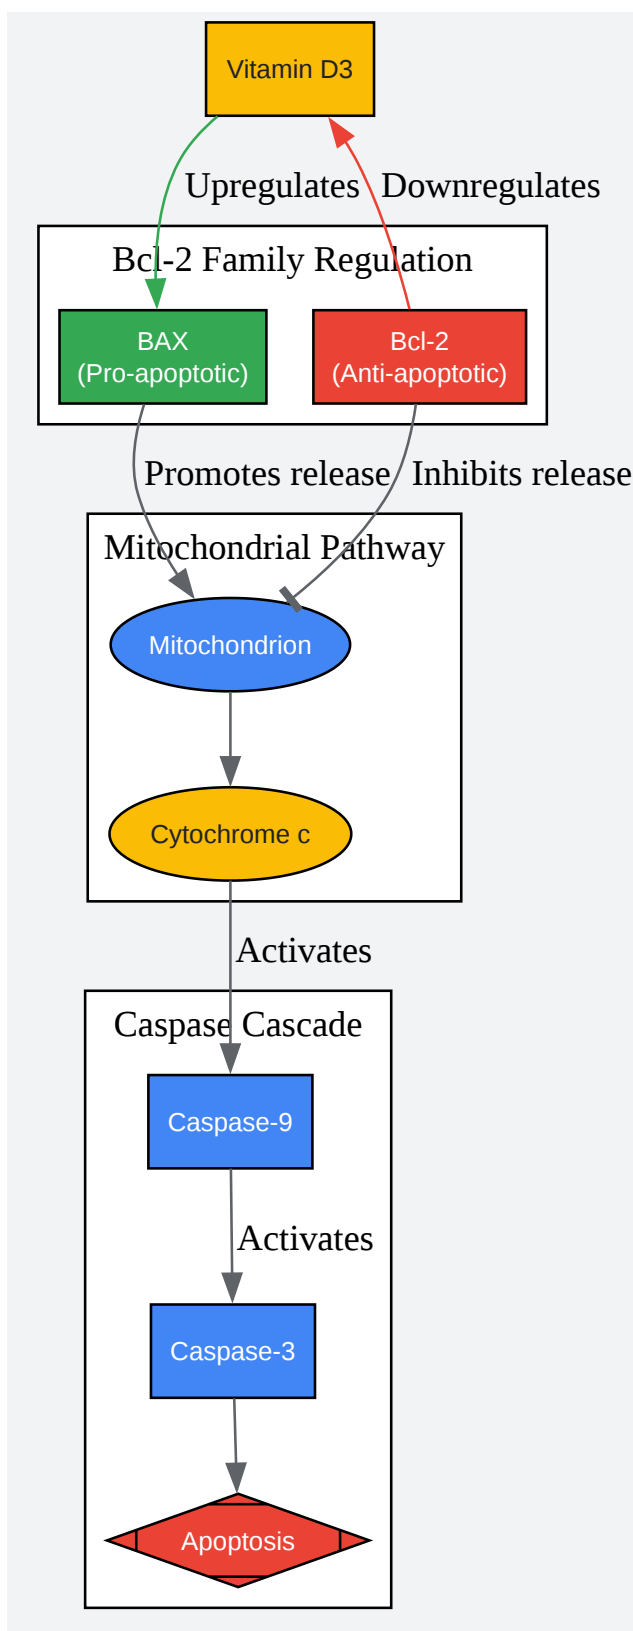 Vitamin D3
Upregulates
Downregulates
Bcl-2 Family Regulation
BAX
(Pro-apoptotic)
Bcl-2
(Anti-apoptotic)
Promotes release
Inhibits release
Mitochondrial Pathway
Mitochondrion
Cytochrome c
Activates
Caspase Cascade
Caspase-9
Activates
Caspase-3
Apoptosis